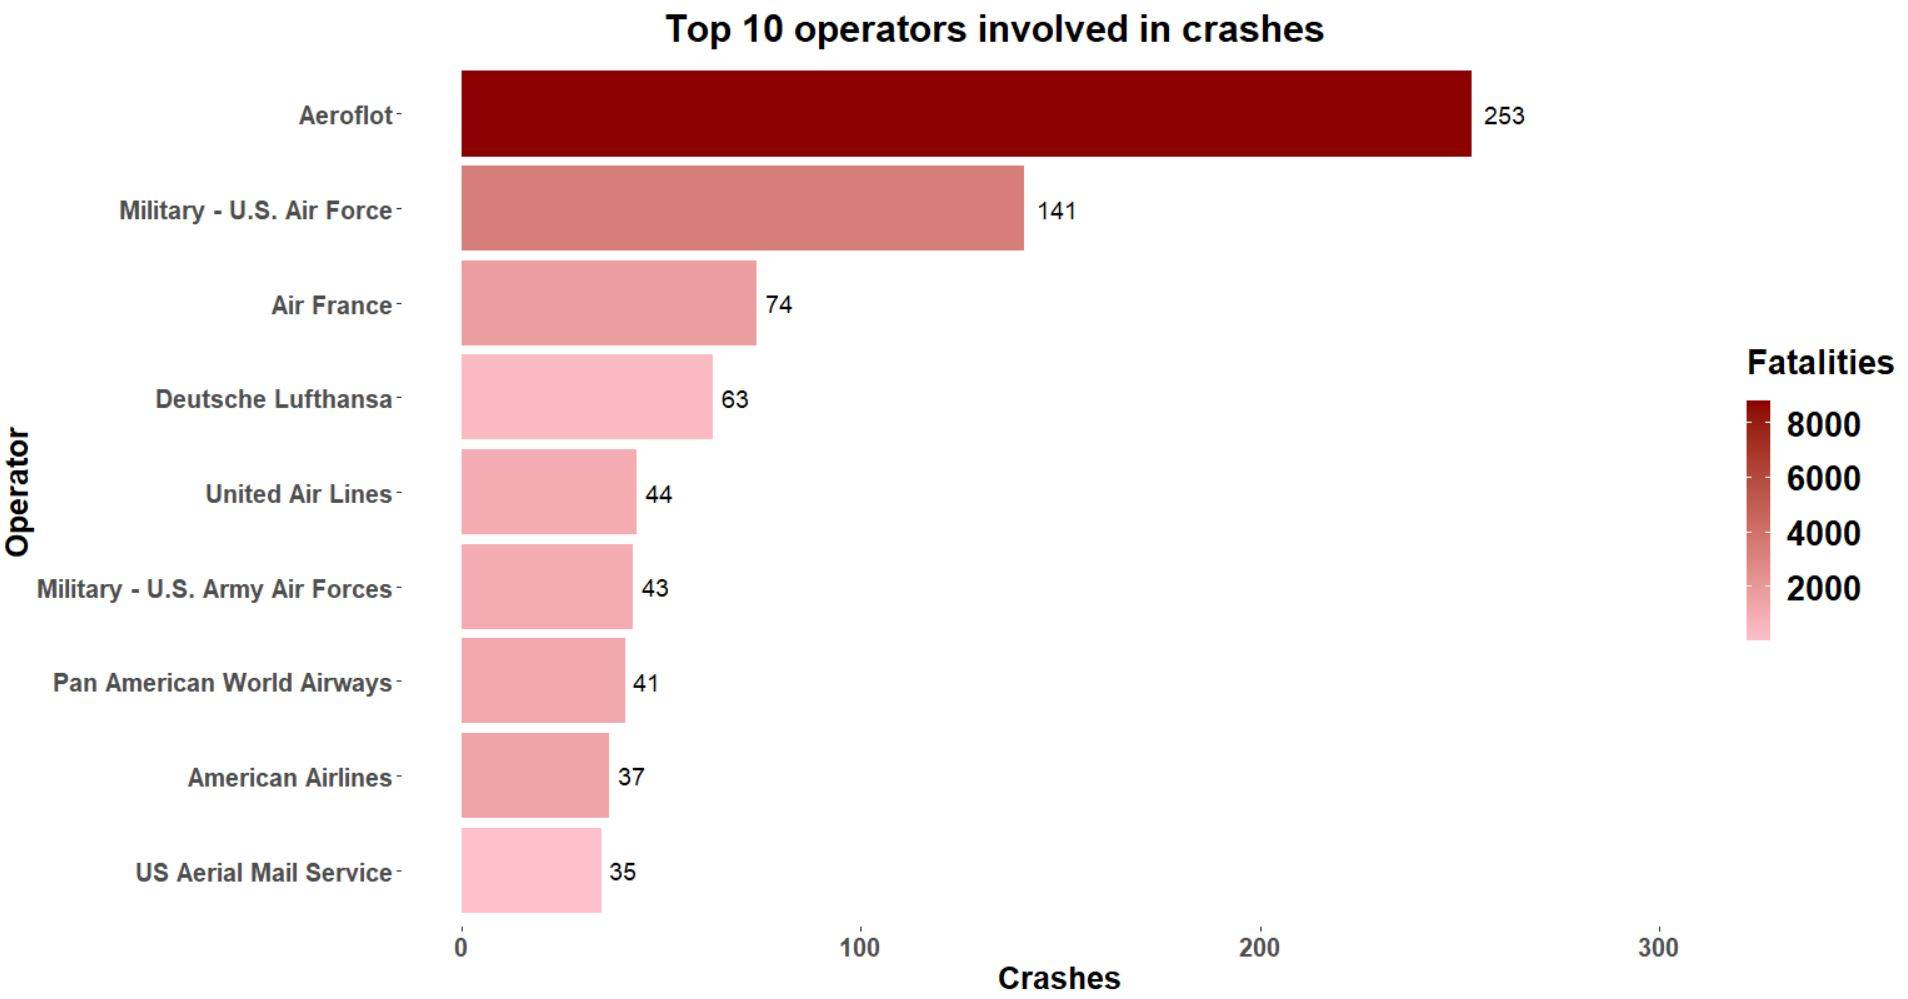 Top 10 operators involved in crashes
Operator
Aeroflot
253
Military - U.S. Air Force
141
Air France
74
Deutsche Lufthansa
63
United Air Lines
44
Military - U.S. Army Air Forces
43
Pan American World Airways
41
American Airlines
37
US Aerial Mail Service
35
0 100 200 300
Crashes
Fatalities
8000
6000
4000
2000